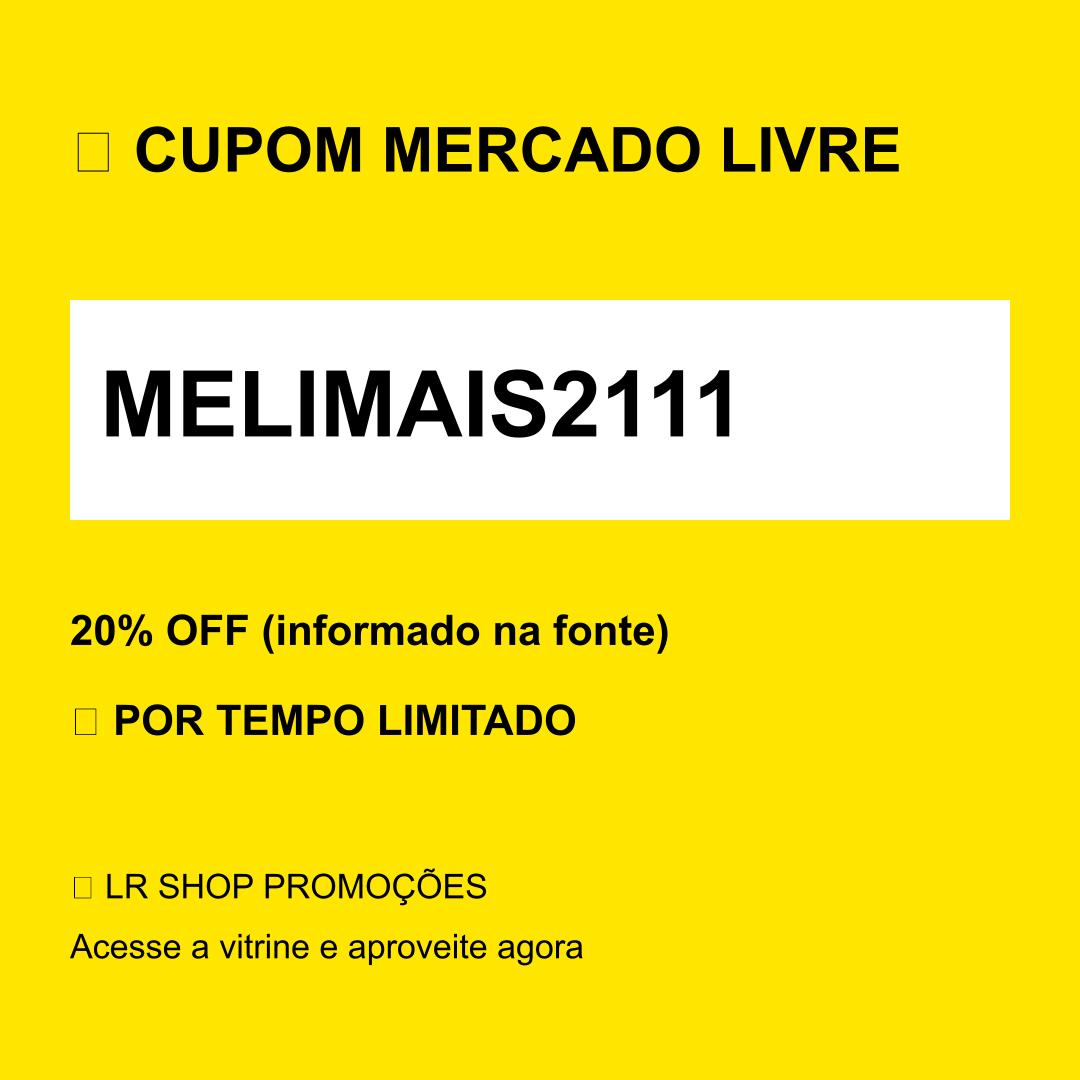 □ CUPOM MERCADO LIVRE
MELIMAIS2111
20% OFF (informado na fonte)
□ POR TEMPO LIMITADO
□ LR SHOP PROMOÇÕES
Acesse a vitrine e aproveite agora